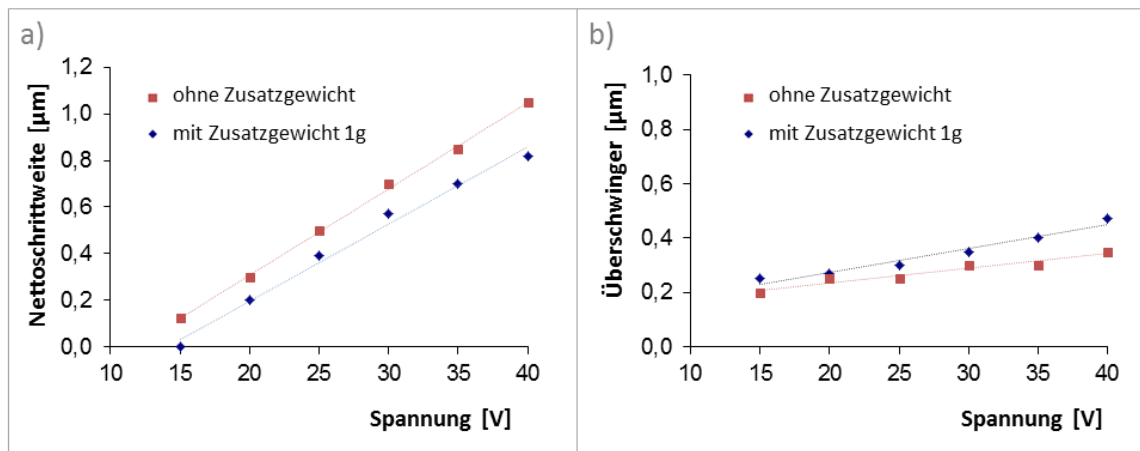 a)
Nettoschrittweite [µm]
1,2
1,0
0,8
0,6
0,4
0,2
0,0
ohne Zusatzgewicht
mit Zusatzgewicht 1g
10 15 20 25 30 35 40
Spannung [V]
b)
Überschwinger [µm]
1,0
0,8
0,6
0,4
0,2
0,0
ohne Zusatzgewicht
mit Zusatzgewicht 1g
10 15 20 25 30 35 40
Spannung [V]